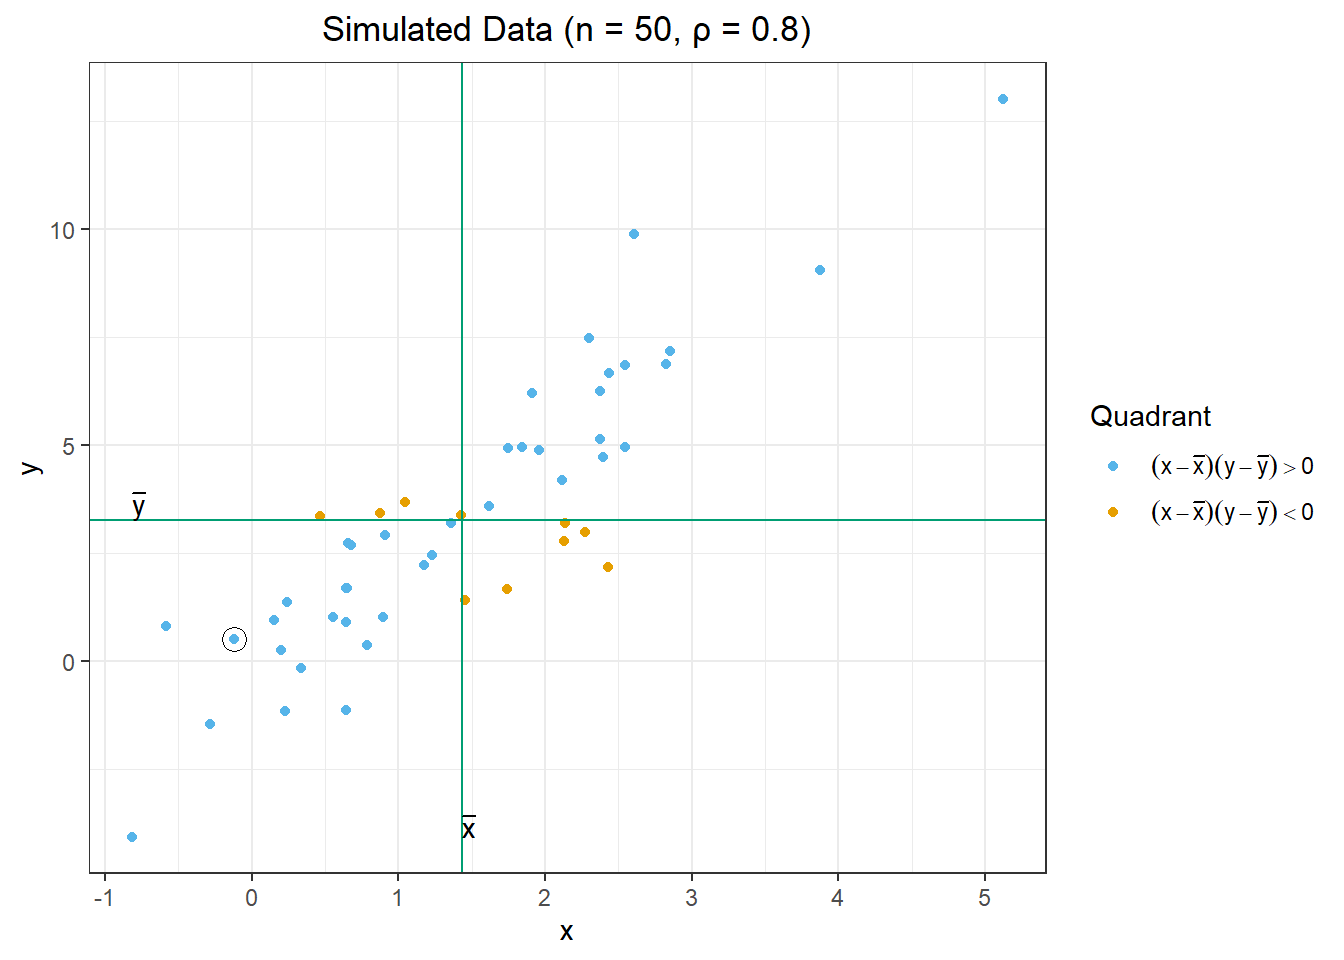 Simulated Data (n = 50, ρ = 0.8)
10
5
0
y
y̅
x̅
-1 0 1 2 3 4 5
x
Quadrant
(x − x̅)(y − y̅) > 0
(x − x̅)(y − y̅) < 0